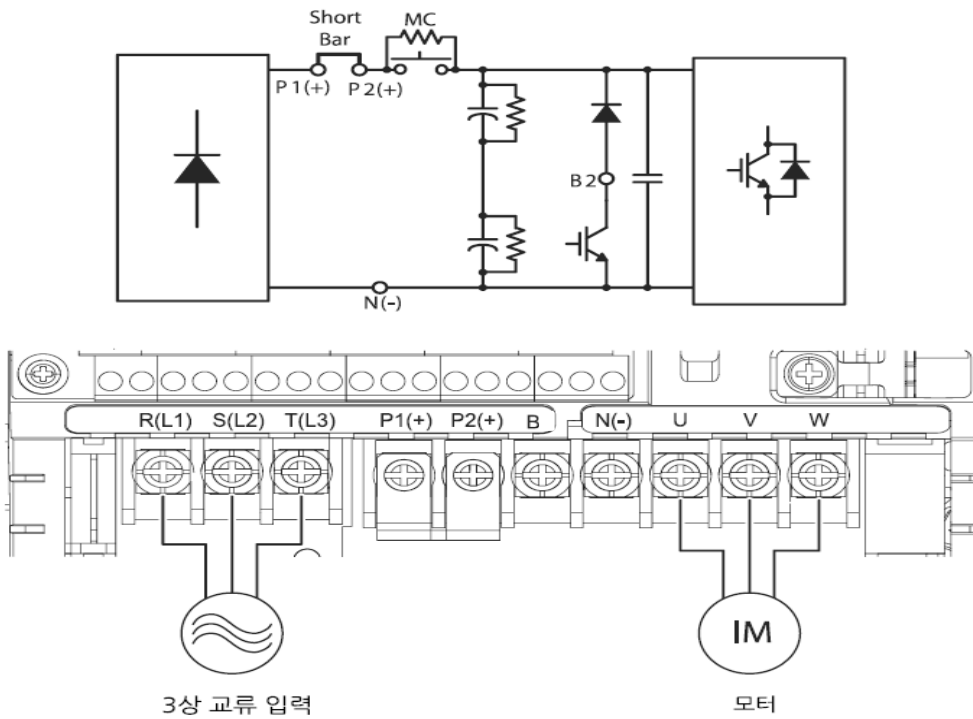 Short
Bar
MC
P1(+)
P2(+)
B2
N(-)
R(L1) S(L2) T(L3) P1(+) P2(+) B N(-) U V W
IM
3상 교류 입력
모터